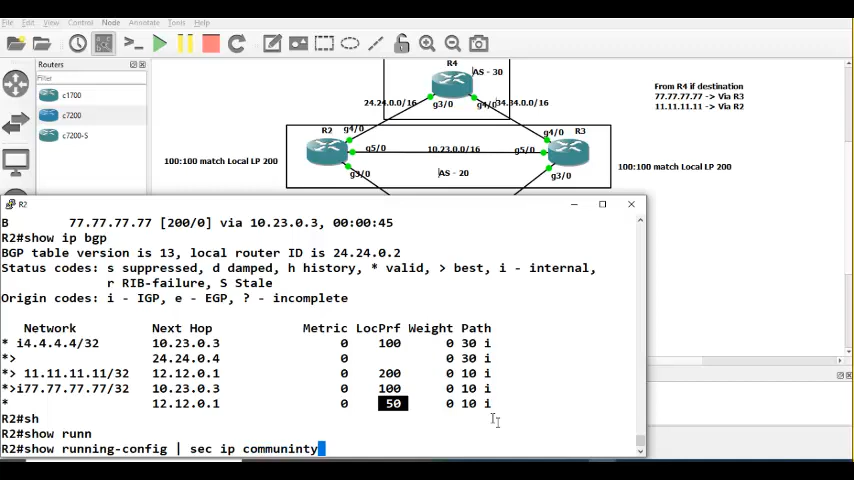 File Edit View Control Node Annotate Tools Help
Routers
Filter
c1700
c7200
c7200-S
R4
AS - 30
24.24.0.0/16
g3/0
g4/0
34.34.0.0/16
From R4 if destination
77.77.77.77 -> Via R3
11.11.11.11 -> Via R2
R2
g4/0
g4/0
R3
g5/0
10.23.0.0/16
g5/0
100:100 match Local LP 200
100:100 match Local LP 200
g3/0
AS - 20
g3/0
R2
B 77.77.77.77 [200/0] via 10.23.0.3, 00:00:45
R2#show ip bgp
BGP table version is 13, local router ID is 24.24.0.2
Status codes: s suppressed, d damped, h history, * valid, > best, i - internal,
r RIB-failure, S Stale
Origin codes: i - IGP, e - EGP, ? - incomplete
Network Next Hop Metric LocPrf Weight Path
* i4.4.4.4/32 10.23.0.3 0 100 0 30 i
*> 24.24.0.4 0 0 30 i
*> 11.11.11.11/32 12.12.0.1 0 200 0 10 i
*>i77.77.77.77/32 10.23.0.3 0 100 0 10 i
* 12.12.0.1 0 50 0 10 i
R2#sh
R2#show runn
R2#show running-config | sec ip communinty